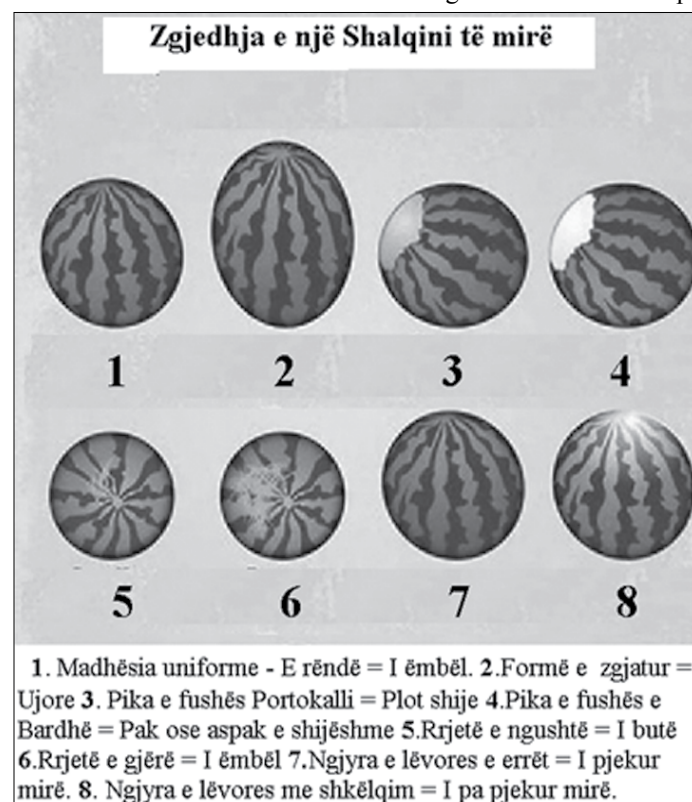 Zgjedhja e një Shalqini të mirë
1 2 3 4
5 6 7 8
1. Madhësia uniforme - E rëndë = I ëmbël. 2.Formë e zgjatur =
Ujore 3. Pika e fushës Portokalli = Plot shije 4.Pika e fushës e
Bardhë = Pak ose aspak e shijëshme 5.Rrjetë e ngushtë = I butë
6.Rrjetë e gjërë = I ëmbël 7.Ngjyra e lëvores e errët = I pjekur
mirë. 8. Ngjyra e lëvores me shkëlqim = I pa pjekur mirë.